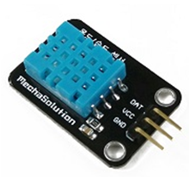 DAT
VCC
GND
MechaSolution